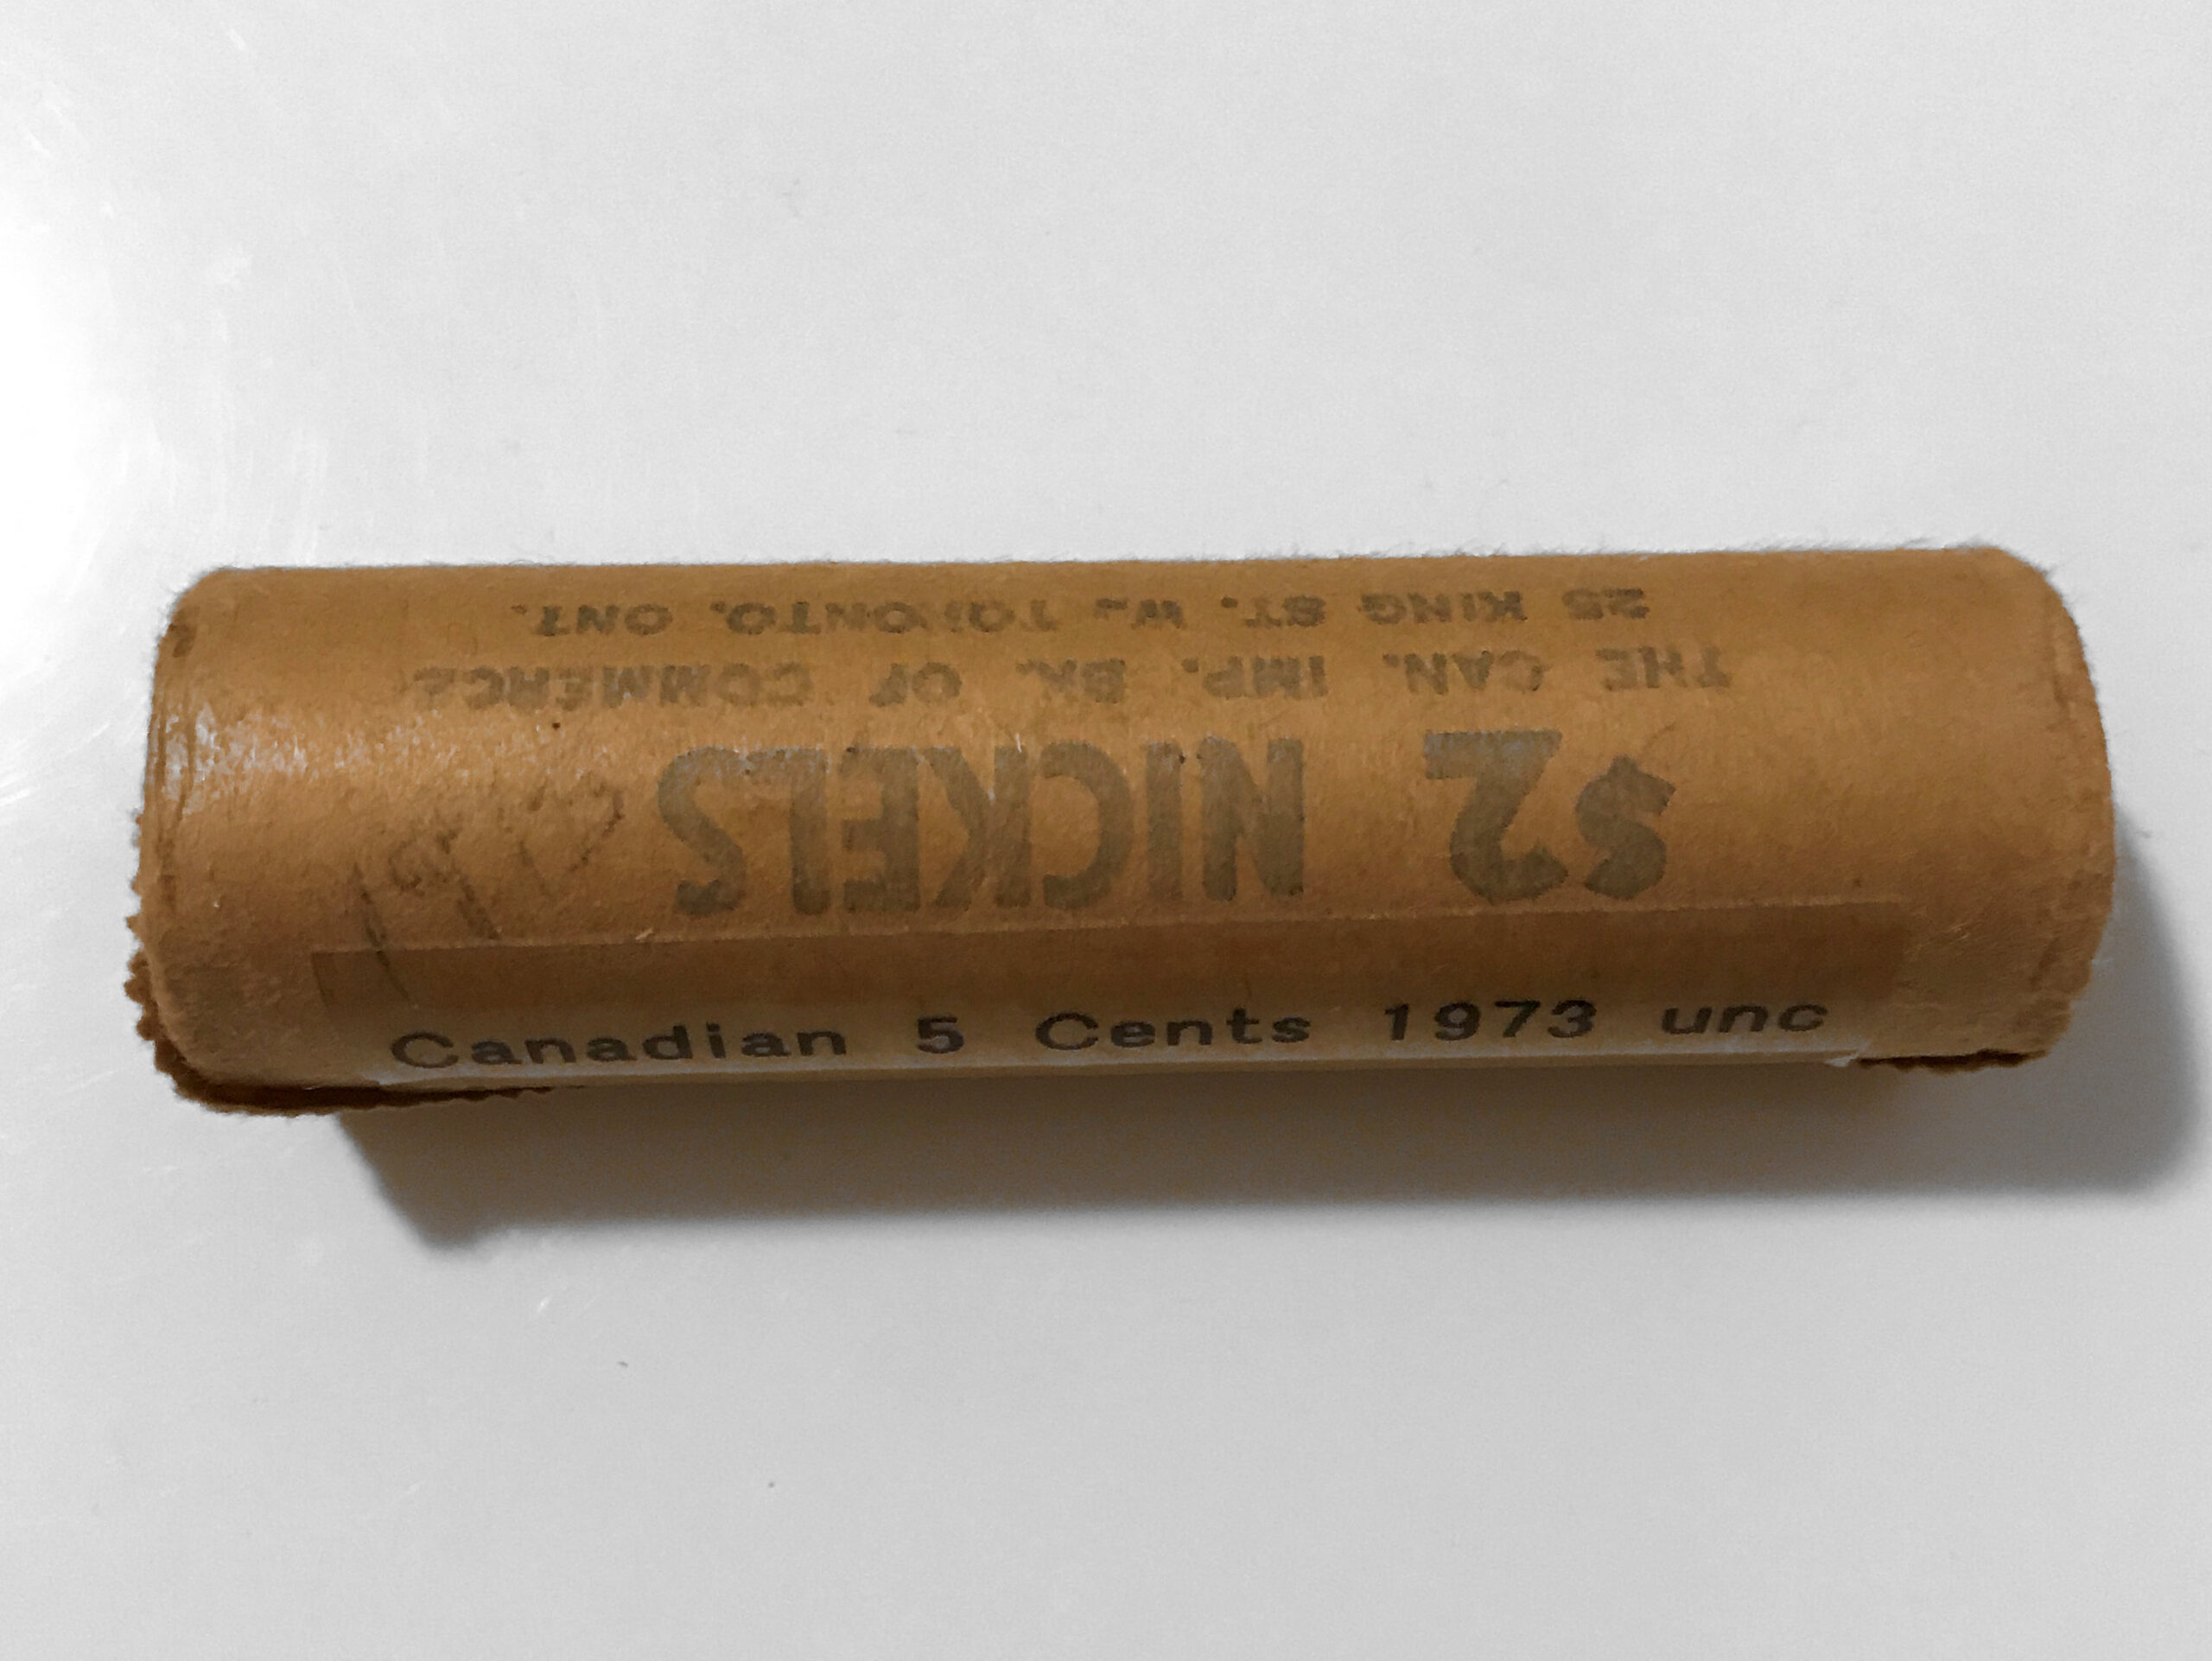 $2 NICKELS
THE CAN. IMP. BK. OF COMMERCE
25 KING ST. W., TORONTO, ONT.
Canadian 5 Cents 1973 unc